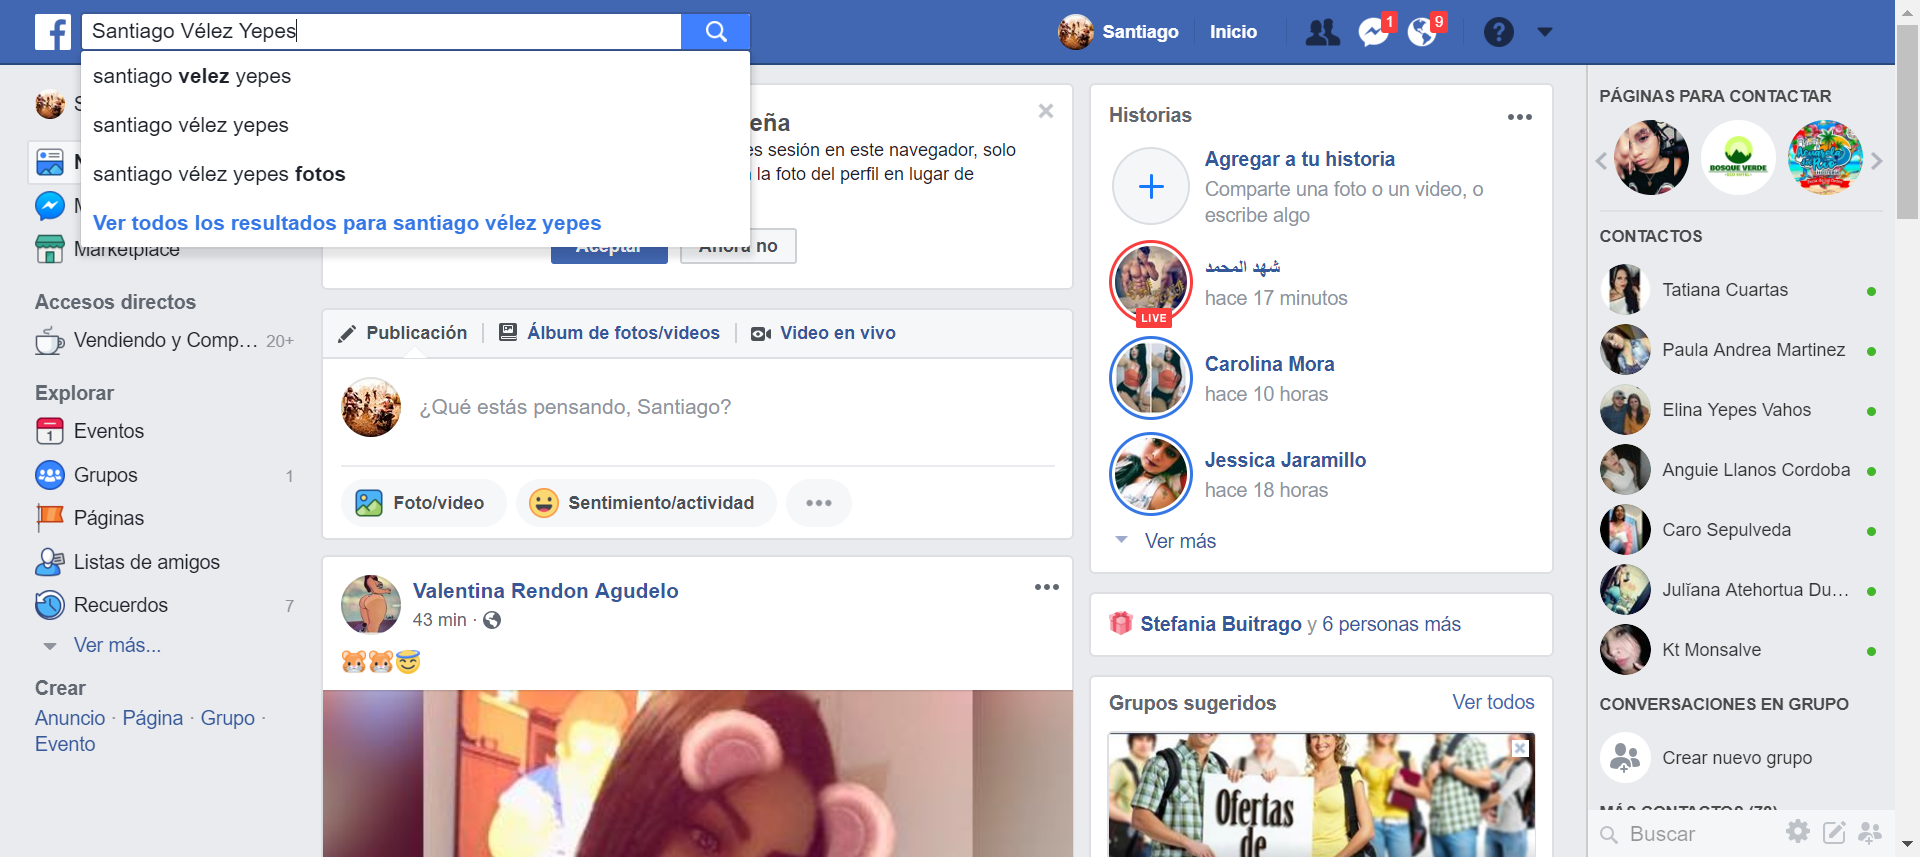 Santiago Vélez Yepes
Santiago
Inicio
1
9
santiago velez yepes
santiago vélez yepes
santiago vélez yepes fotos
Ver todos los resultados para santiago vélez yepes
S
N
M
Marketplace
Accesos directos
Vendiendo y Comp... 20+
Explorar
Eventos
Grupos 1
Páginas
Listas de amigos
Recuerdos 7
Ver más...
Crear
Anuncio · Página · Grupo ·
Evento
eña
es sesión en este navegador, solo
la foto del perfil en lugar de
Aceptar
Ahora no
Publicación
Álbum de fotos/videos
Video en vivo
¿Qué estás pensando, Santiago?
Foto/video
Sentimiento/actividad
Valentina Rendon Agudelo
43 min ·
🐹🐹😇
Historias
Agregar a tu historia
Comparte una foto o un video, o
escribe algo
شهد المحمد
hace 17 minutos
LIVE
Carolina Mora
hace 10 horas
Jessica Jaramillo
hace 18 horas
Ver más
Stefania Buitrago y 6 personas más
Grupos sugeridos
Ver todos
Ofertas
de
PÁGINAS PARA CONTACTAR
BOSQUE VERDE
CONTACTOS
Tatiana Cuartas
Paula Andrea Martinez
Elina Yepes Vahos
Anguie Llanos Cordoba
Caro Sepulveda
Julïana Atehortua Du...
Kt Monsalve
CONVERSACIONES EN GRUPO
Crear nuevo grupo
MÁS CONTACTOS (70)
Buscar